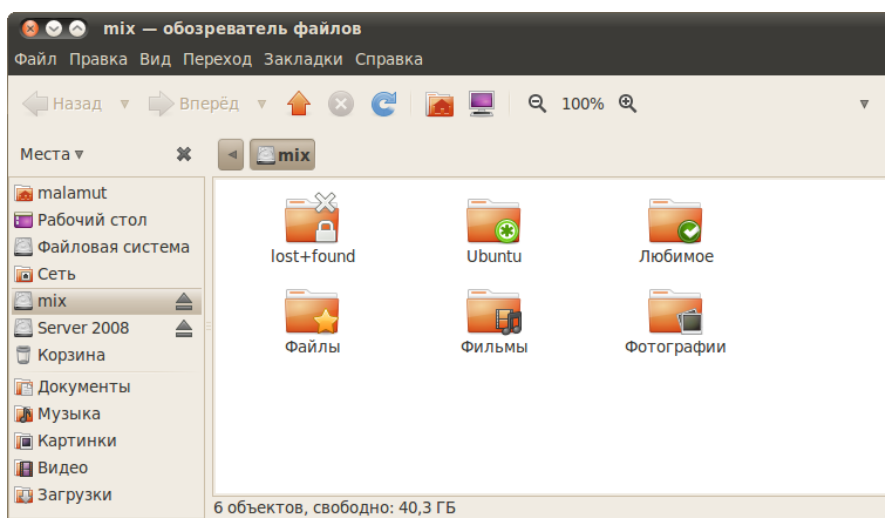 mix — обозреватель файлов
Файл Правка Вид Переход Закладки Справка
Назад Вперёд 100%
Места
mix
malamut
Рабочий стол
Файловая система
Сеть
mix
Server 2008
Корзина
Документы
Музыка
Картинки
Видео
Загрузки
lost+found Ubuntu Любимое
Файлы Фильмы Фотографии
6 объектов, свободно: 40,3 ГБ